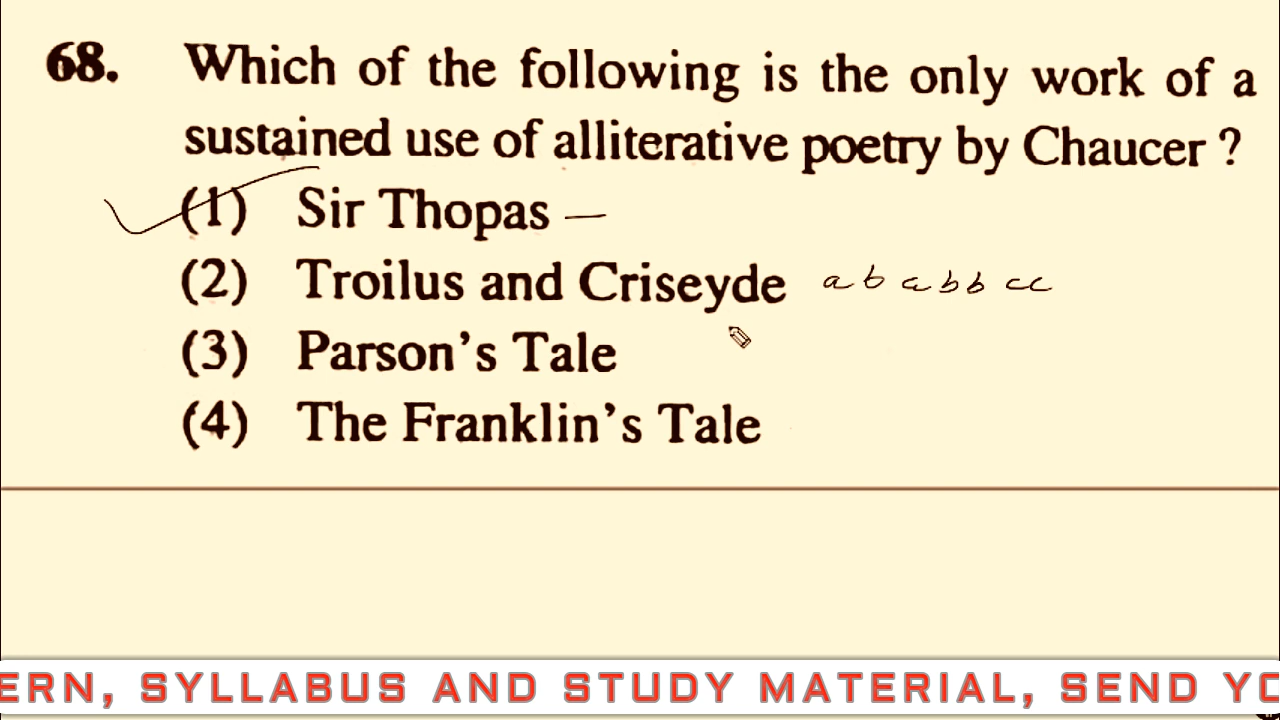 68. Which of the following is the only work of a
sustained use of alliterative poetry by Chaucer ?
(1) Sir Thopas —
(2) Troilus and Criseyde a b a b b c c
(3) Parson's Tale
(4) The Franklin's Tale
ERN, SYLLABUS AND STUDY MATERIAL, SEND YO